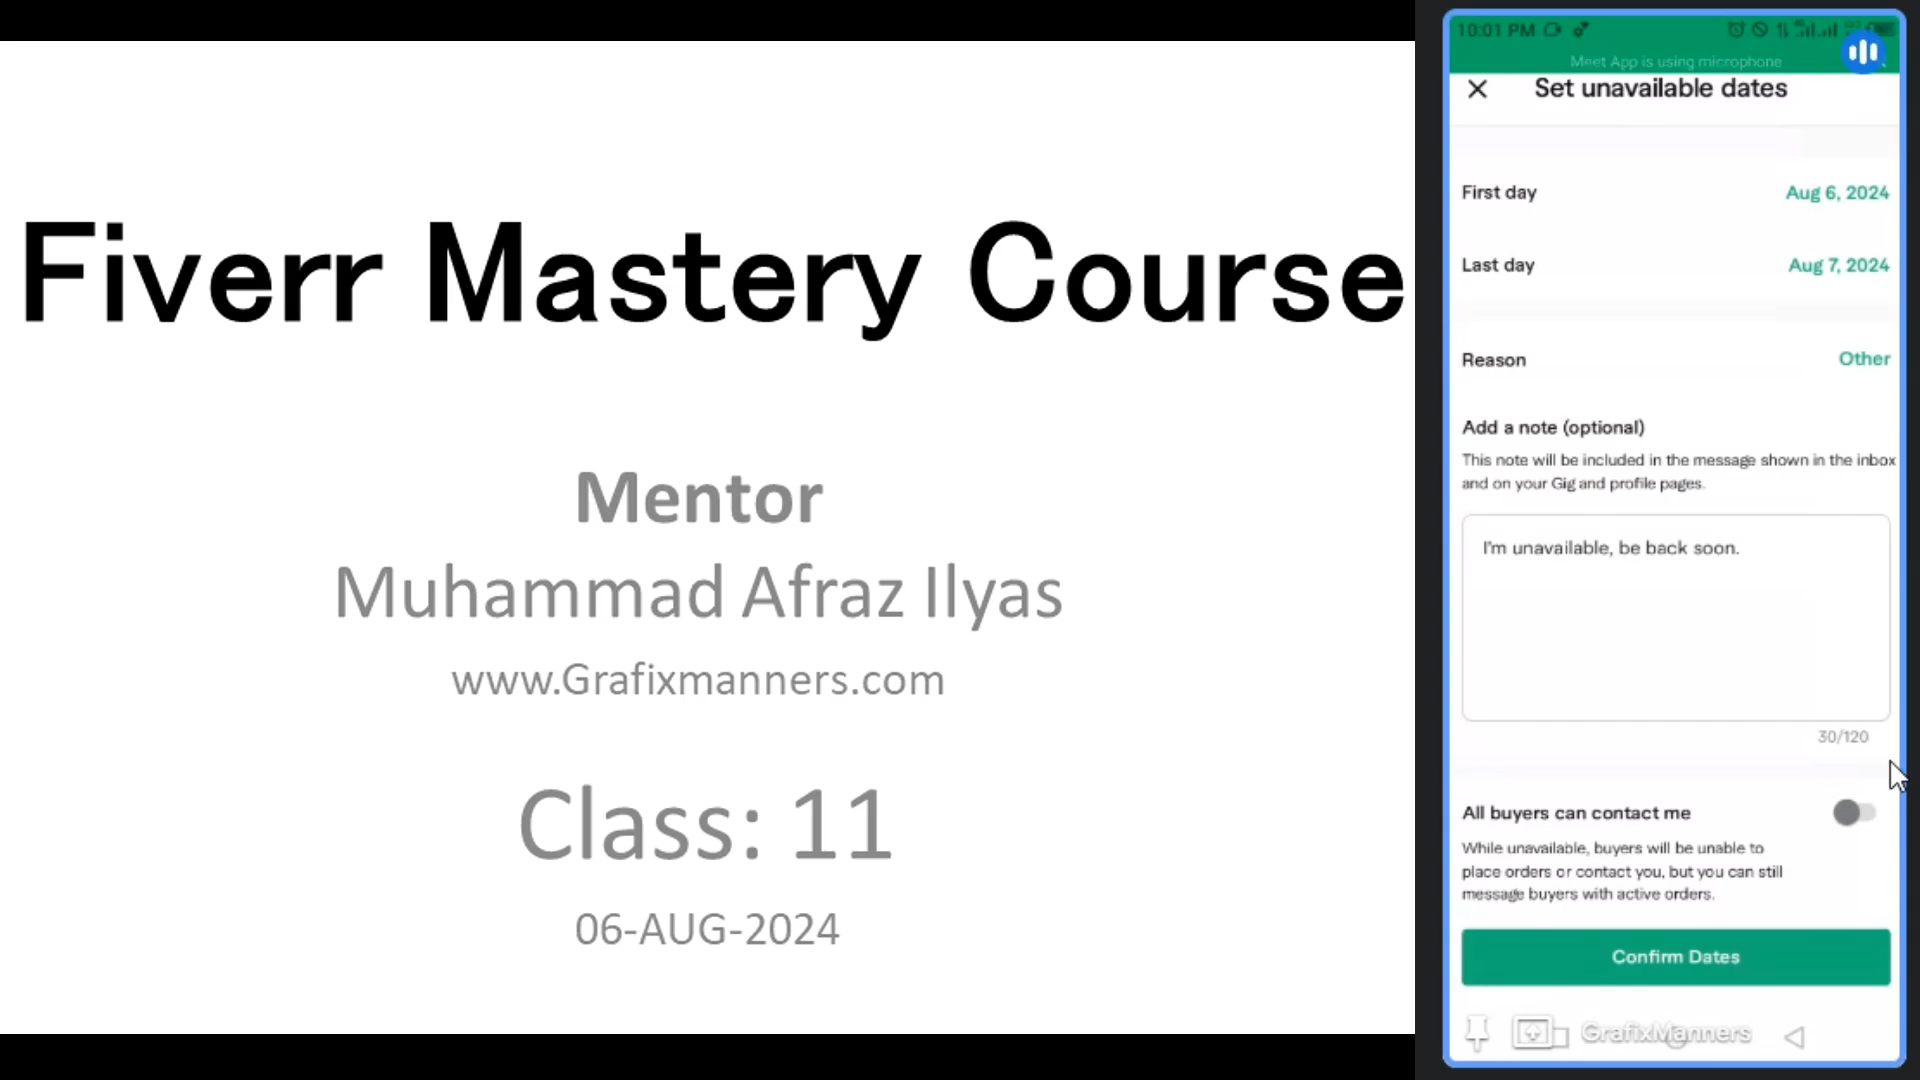 Fiverr Mastery Course
Mentor
Muhammad Afraz Ilyas
www.Grafixmanners.com
Class: 11
06-AUG-2024
10:01 PM
Meet App is using microphone
Set unavailable dates
First day
Aug 6, 2024
Last day
Aug 7, 2024
Reason
Other
Add a note (optional)
This note will be included in the message shown in the inbox
and on your Gig and profile pages.
I'm unavailable, be back soon.
30/120
All buyers can contact me
While unavailable, buyers will be unable to
place orders or contact you, but you can still
message buyers with active orders.
Confirm Dates
GrafixManners